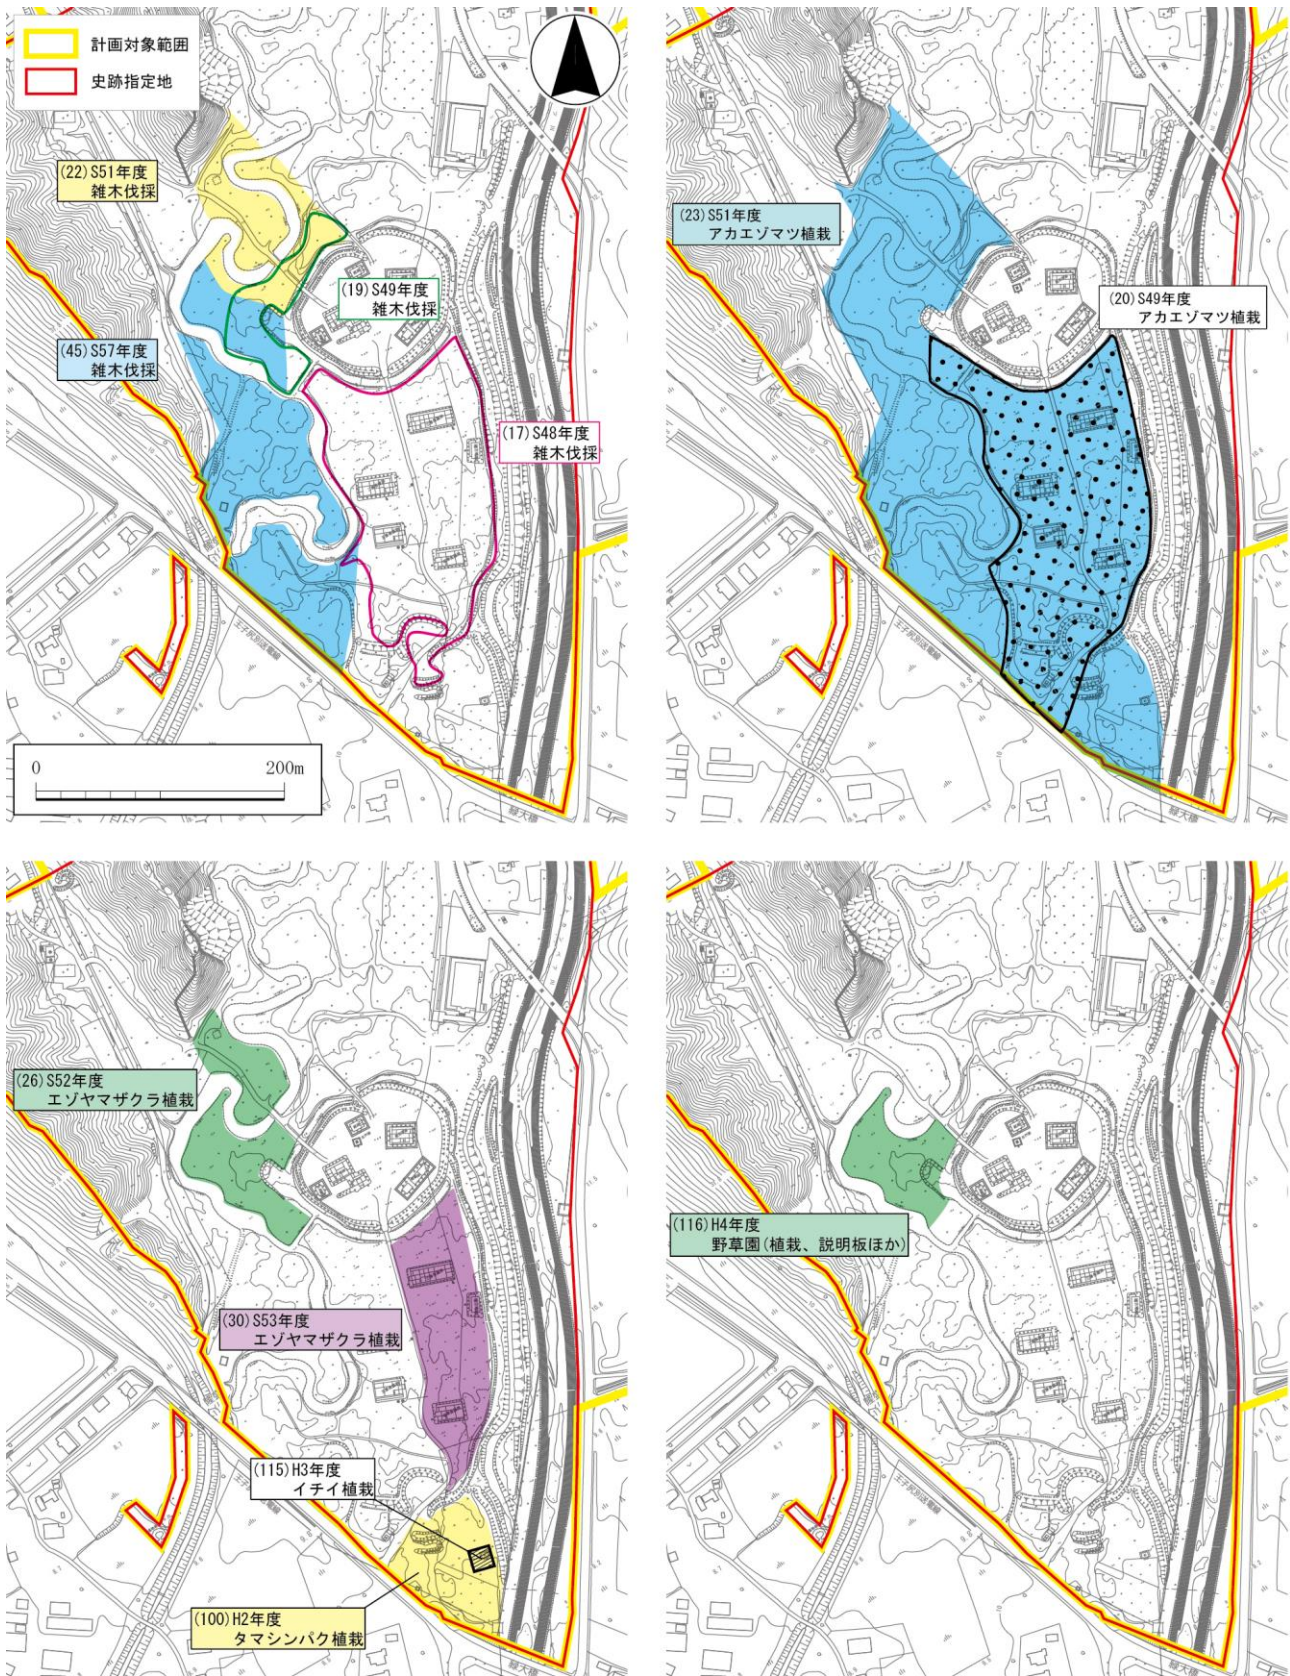 計画対象範囲
史跡指定地
(22)S51年度
雑木伐採
(19)S49年度
雑木伐採
(45)S57年度
雑木伐採
(17)S48年度
雑木伐採
0 200m
(23)S51年度
アカエゾマツ植栽
(20)S49年度
アカエゾマツ植栽
(26)S52年度
エゾヤマザクラ植栽
(30)S53年度
エゾヤマザクラ植栽
(115)H3年度
イチイ植栽
(100)H2年度
タマシンパク植栽
(116)H4年度
野草園(植栽、説明板ほか)